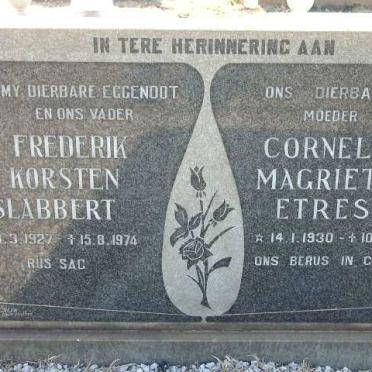 IN TERE HERINNERING AAN
MY DIERBARE EGGENOOT
EN ONS VADER
FREDERIK
KORSTEN
SLABBERT
.3.1927 - ✝ 15.8.1974
RUS SAG
ONS DIERBA
MOEDER
CORNEL
MAGRIET
ETRES
☆ 14.1.1930 - ✝ 10
ONS BERUS IN G